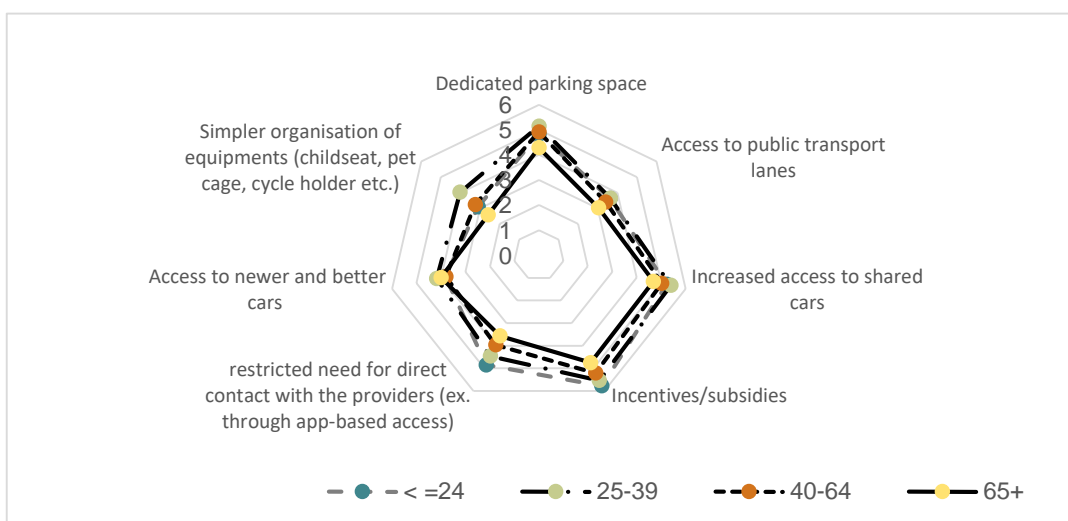 Dedicated parking space
6
5
4
3
2
1
0
Simpler organisation of
equipments (childseat, pet
cage, cycle holder etc.)
Access to public transport
lanes
Access to newer and better
cars
Increased access to shared
cars
restricted need for direct
contact with the providers (ex.
through app-based access)
Incentives/subsidies
< =24
25-39
40-64
65+